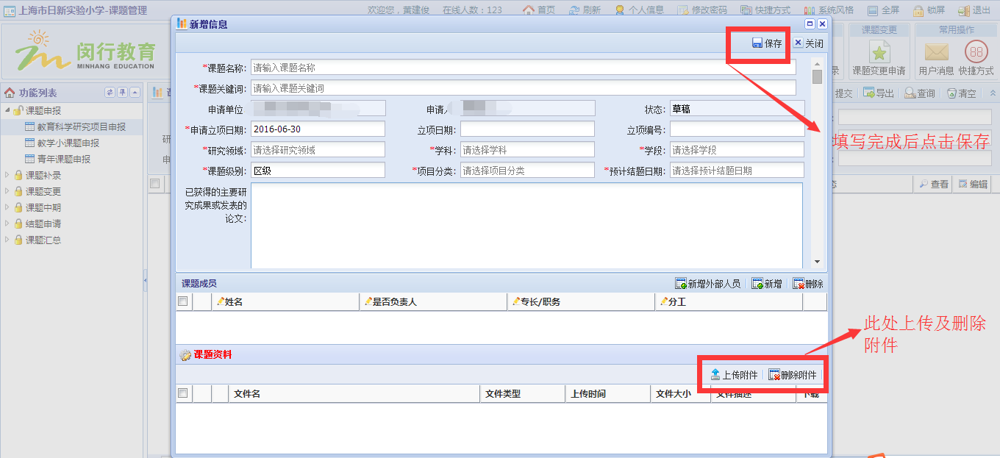 上海市日新实验小学-课题管理
欢迎您，黄建俊 在线人数：123 首页 刷新 个人信息 修改密码 快捷方式 系统风格 全屏 锁屏 退出
闵行教育
MINHANG EDUCATION
新增信息
保存 关闭
课题变更 常用操作
课题变更申请 用户消息 快捷方式
功能列表
提交 导出 查询 清空
课题申报
教育科学研究项目申报
教学小课题申报
青年课题申报
课题补录
课题变更
课题中期
结题申请
课题汇总
*课题名称: 请输入课题名称
*课题关键词: 请输入课题关键词
申请单位 申请人 状态: 草稿
*申请立项日期: 2016-06-30 立项日期: 立项编号:
*研究领域: 请选择研究领域 *学科: 请选择学科 *学段: 请选择学段
*课题级别: 区级 *项目分类: 请选择项目分类 *预计结题日期: 请选择预计结题日期
已获得的主要研
究成果或发表的
论文:
填写完成后点击保存
查看 编辑
课题成员 新增外部人员 新增 删除
姓名 是否负责人 专长/职务 分工
此处上传及删除
附件
课题资料
上传附件 删除附件
文件名 文件类型 上传时间 文件大小 文件描述 下载